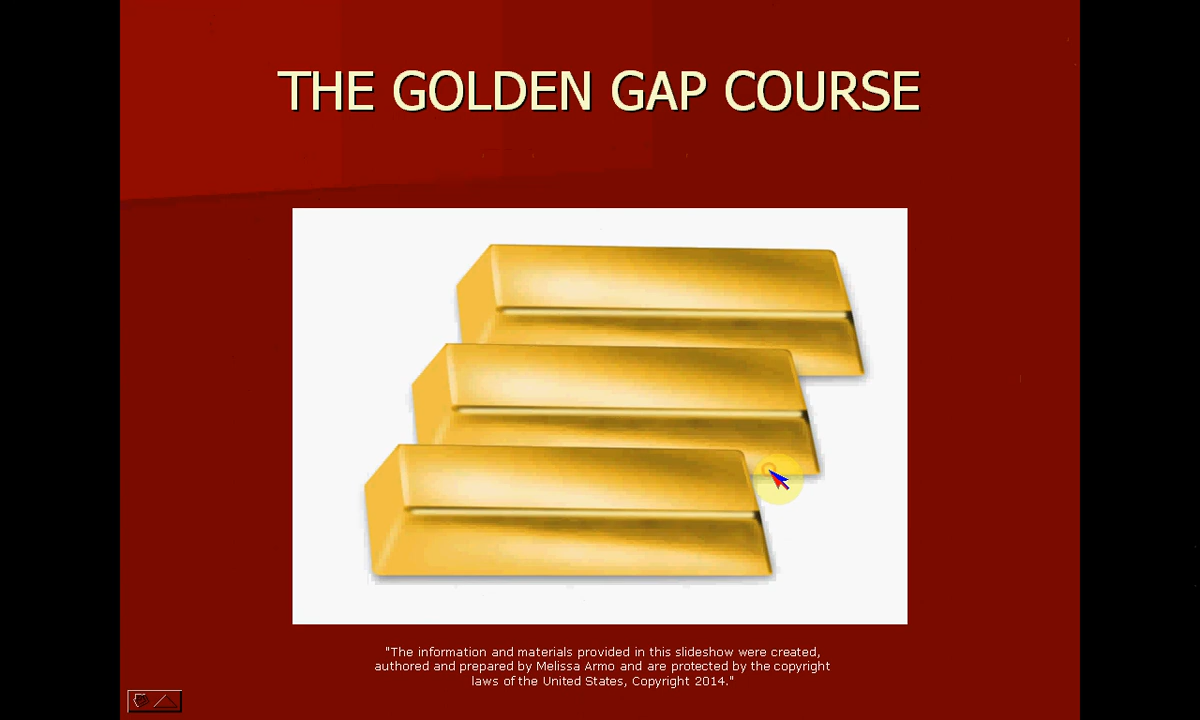 THE GOLDEN GAP COURSE
"The information and materials provided in this slideshow were created,
authored and prepared by Melissa Armo and are protected by the copyright
laws of the United States, Copyright 2014."